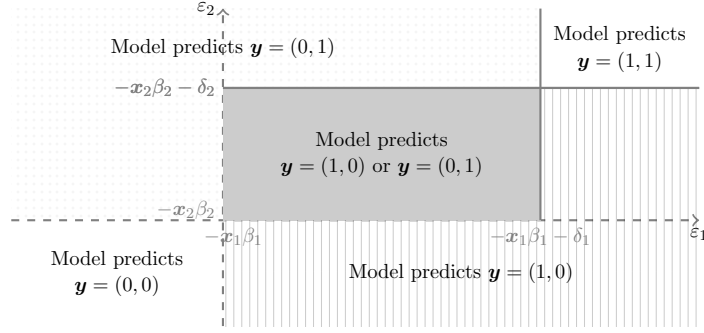 ε₂
Model predicts y = (0, 1)
Model predicts
y = (1, 1)
−x₂β₂ − δ₂
Model predicts
y = (1, 0) or y = (0, 1)
−x₂β₂
−x₁β₁
−x₁β₁ − δ₁
ε₁
Model predicts
y = (0, 0)
Model predicts y = (1, 0)